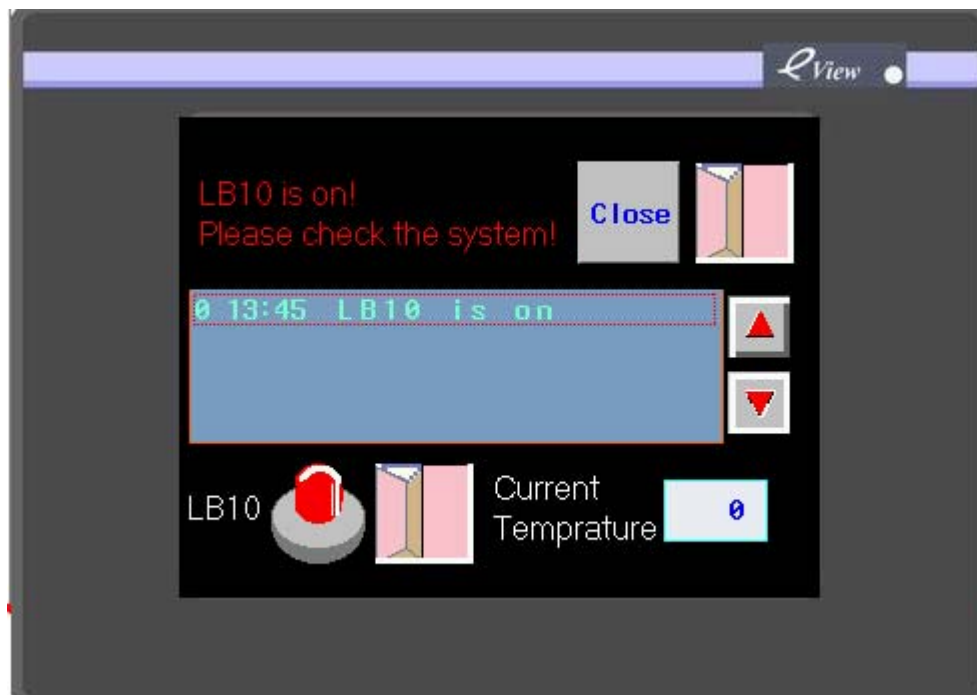 eView
LB10 is on!
Please check the system!
Close
0 13:45 LB10 is on
LB10
Current
Temprature
0